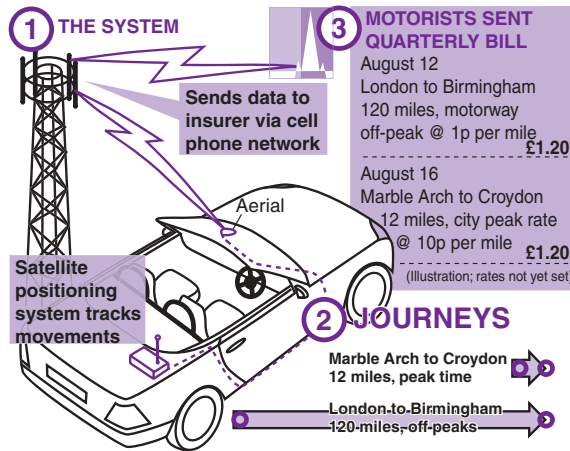 1 THE SYSTEM
Sends data to
insurer via cell
phone network
Aerial
Satellite
positioning
system tracks
movements
3 MOTORISTS SENT
QUARTERLY BILL
August 12
London to Birmingham
120 miles, motorway
off-peak @ 1p per mile
£1.20
August 16
Marble Arch to Croydon
12 miles, city peak rate
@ 10p per mile
£1.20
(Illustration; rates not yet set)
2 JOURNEYS
Marble Arch to Croydon
12 miles, peak time
London to Birmingham
120 miles, off-peaks